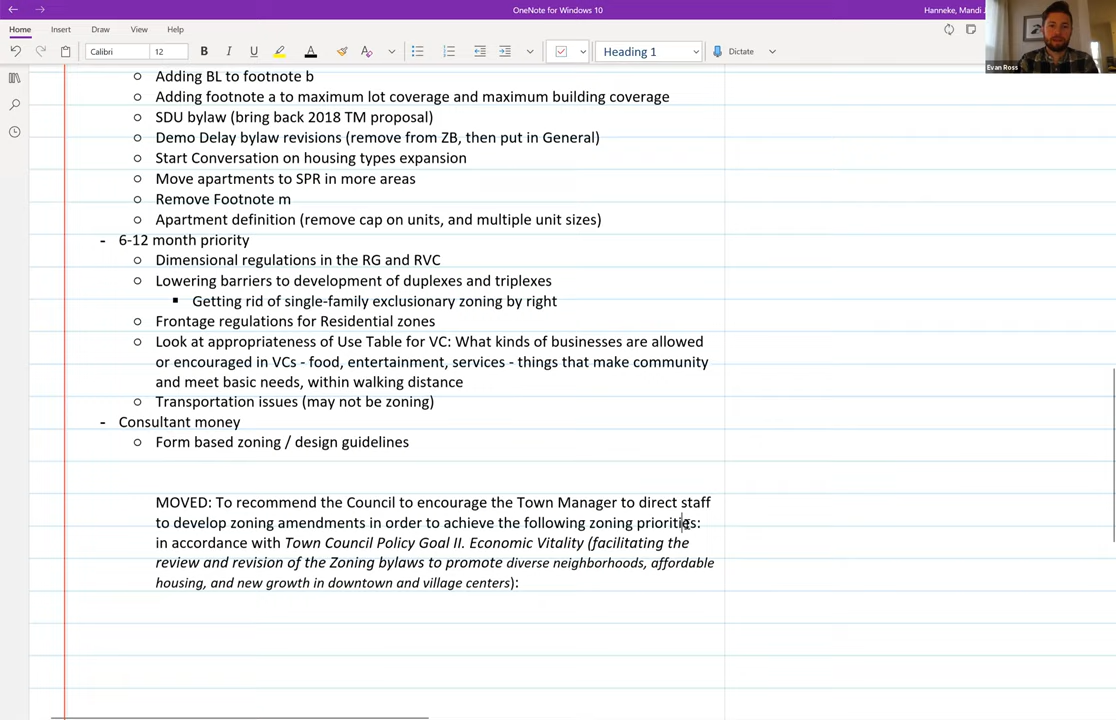 OneNote for Windows 10
Hanneke, Mandi J
Home Insert Draw View Help
Calibri 12 B I U A Heading 1 Dictate
Evan Ross
Adding BL to footnote b
Adding footnote a to maximum lot coverage and maximum building coverage
SDU bylaw (bring back 2018 TM proposal)
Demo Delay bylaw revisions (remove from ZB, then put in General)
Start Conversation on housing types expansion
Move apartments to SPR in more areas
Remove Footnote m
Apartment definition (remove cap on units, and multiple unit sizes)
- 6-12 month priority
Dimensional regulations in the RG and RVC
Lowering barriers to development of duplexes and triplexes
Getting rid of single-family exclusionary zoning by right
Frontage regulations for Residential zones
Look at appropriateness of Use Table for VC: What kinds of businesses are allowed
or encouraged in VCs - food, entertainment, services - things that make community
and meet basic needs, within walking distance
Transportation issues (may not be zoning)
- Consultant money
Form based zoning / design guidelines
MOVED: To recommend the Council to encourage the Town Manager to direct staff
to develop zoning amendments in order to achieve the following zoning priorities:
in accordance with Town Council Policy Goal II. Economic Vitality (facilitating the
review and revision of the Zoning bylaws to promote diverse neighborhoods, affordable
housing, and new growth in downtown and village centers):